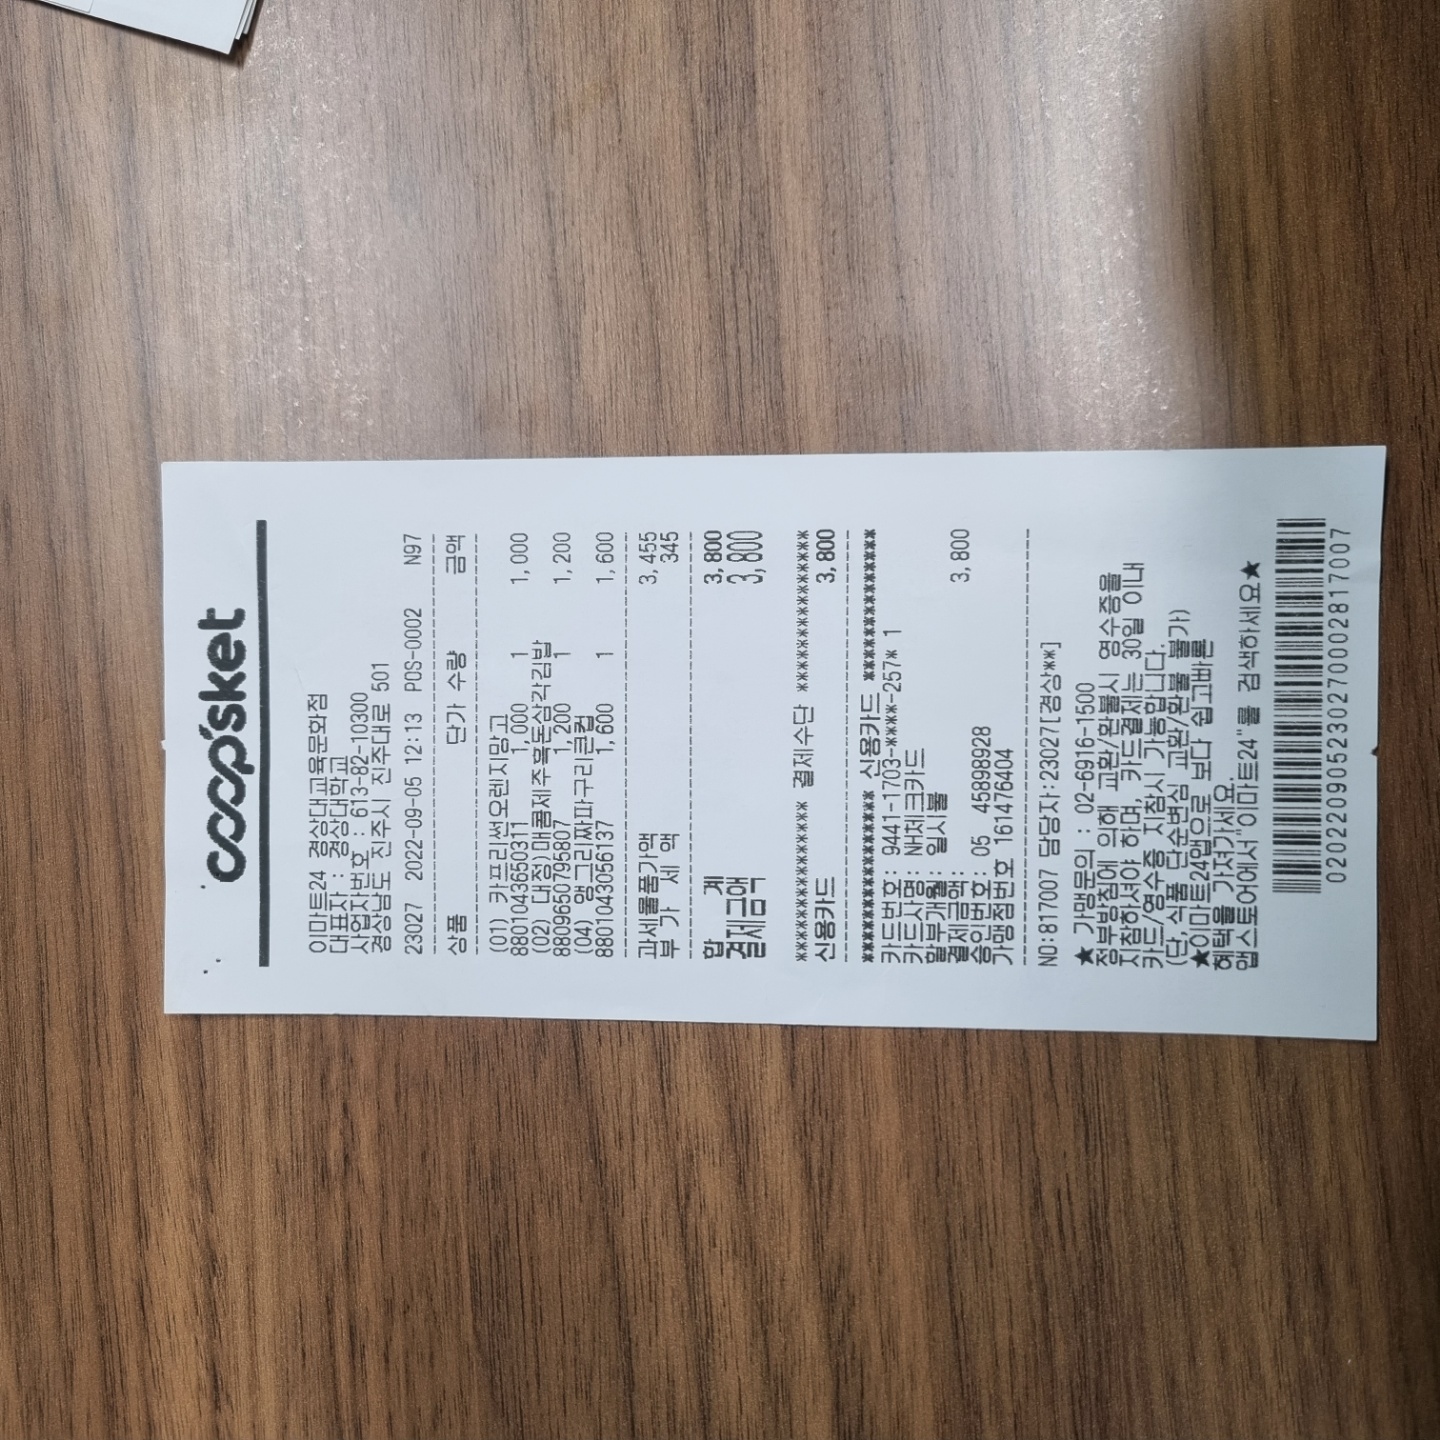 coop'sket
이마트24 경상대교육문화점
대표자 : 경상대학교
사업자번호 : 613-82-10300
경상남도 진주시 진주대로 501
23027 2022-09-05 12:13 POS-0002 N97
상품 단가 수량 금액
(01) 카프리썬오렌지망고
8801043650311 1,000 1 1,000
(02) 대정)매콤제주흑돈삼각김밥
8809650795807 1,200 1 1,200
(04) 앵그리짜파구리큰컵
8801043056137 1,600 1 1,600
과세물품가액 3,455
부 가 세 액 345
합 계 3,800
결제금액 3,800
*************** 결제수단 ***************
신용카드 3,800
**************** 신용카드 **************
카드번호: 9441-1703-****-257* 1
카드사명: NH체크카드
할부개월: 일시불
결제금액: 3,800
승인번호: 05 45898928
가맹점번호 161476404
NO:817007 담당자:23027[경상**]
★ 가맹문의 : 02-6916-1500
정부방침에 의해 교환/환불시 영수증을
지참하셔야 하며, 카드결제는 30일 이내
카드/영수증 지참시 가능합니다.
(단,식품 단순변심 교환/환불 불가)
★이마트24앱으로 보다 쉽고빠른
혜택을 가져가세요.
앱스토어에서"이마트24"를 검색하세요★
020220905230270002817007